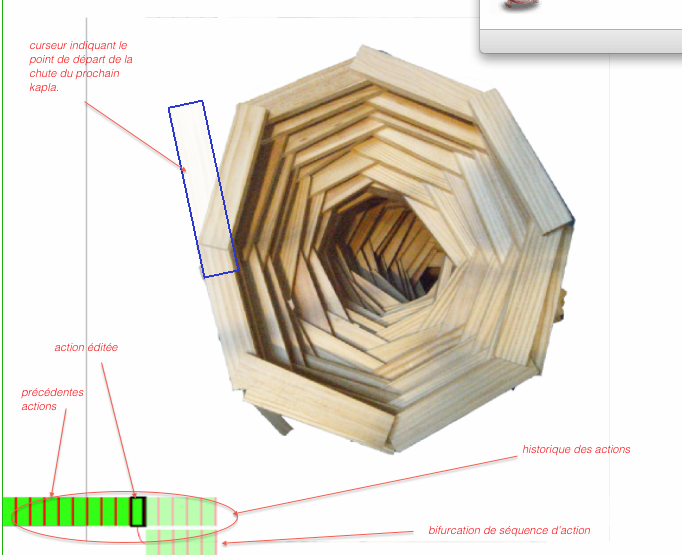 curseur indiquant le
point de départ de la
chute du prochain
kapla.
action éditée
précédentes
actions
historique des actions
bifurcation de séquence d'action